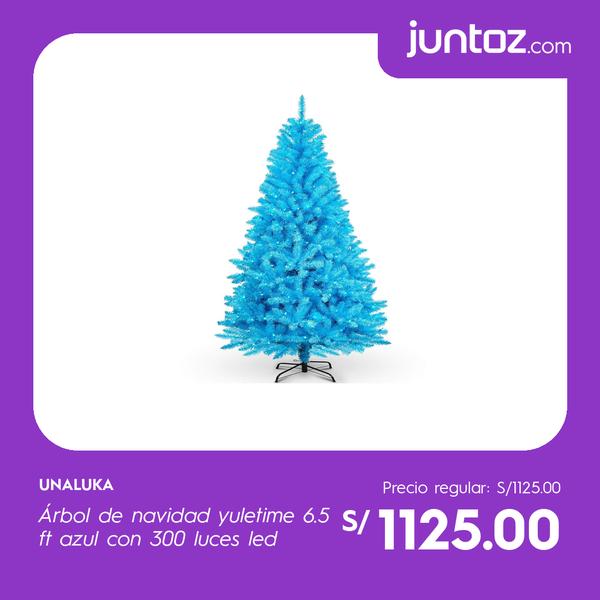 juntoz.com
UNALUKA
Árbol de navidad yuletime 6.5
ft azul con 300 luces led
Precio regular: S/1125.00
S/ 1125.00